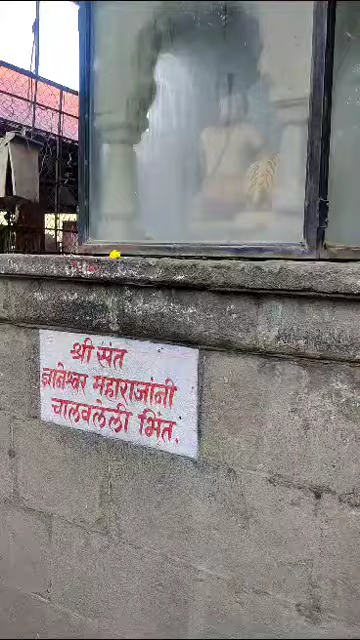 श्री संत
ज्ञानेश्वर महाराजांनी
चालवलेली भिंत.